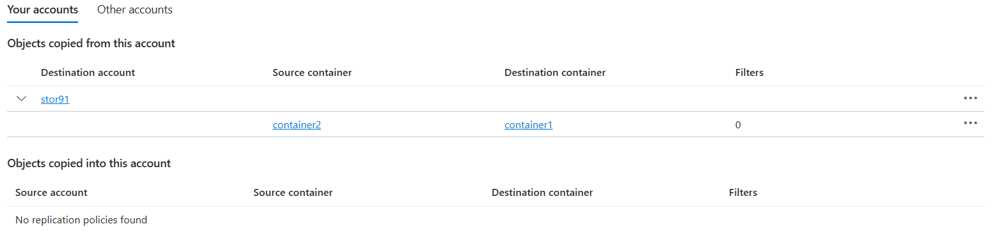 Your accounts Other accounts
Objects copied from this account
Destination account Source container Destination container Filters
stor91
container2 container1 0
Objects copied into this account
Source account Source container Destination container Filters
No replication policies found